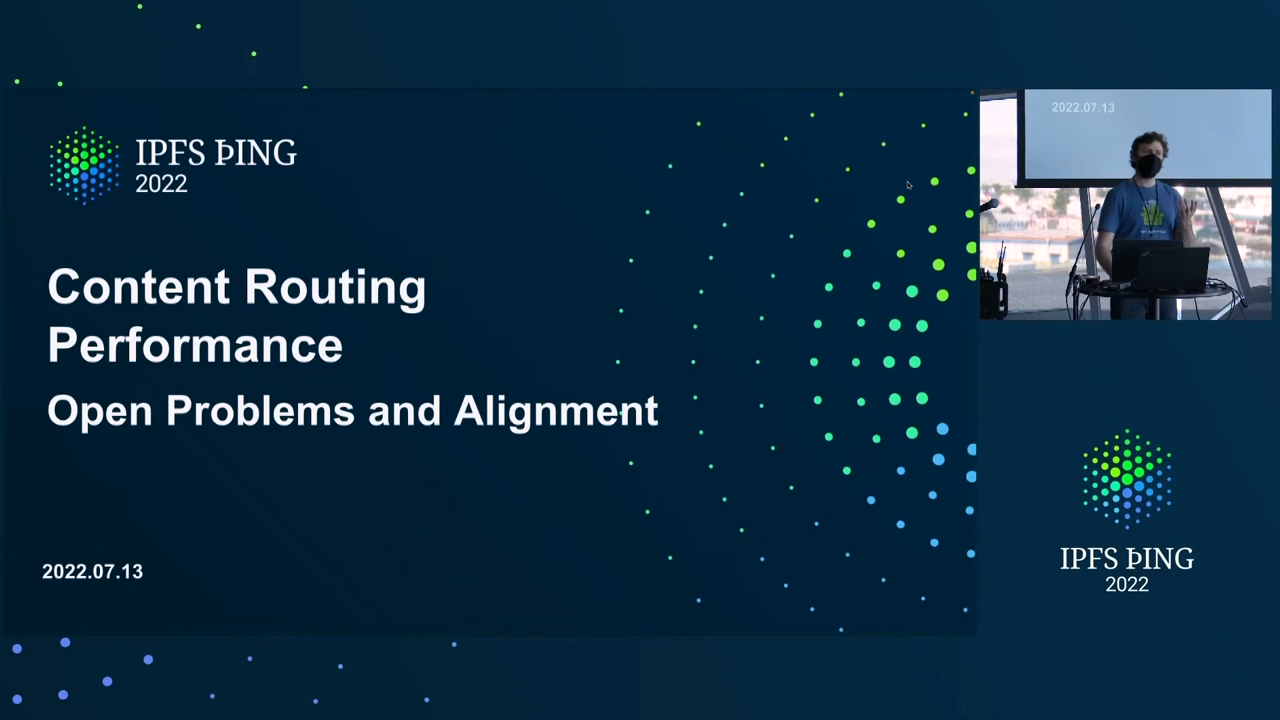 IPFS ÞING
2022
Content Routing
Performance
Open Problems and Alignment
2022.07.13
2022.07.13
IPFS ÞING
2022